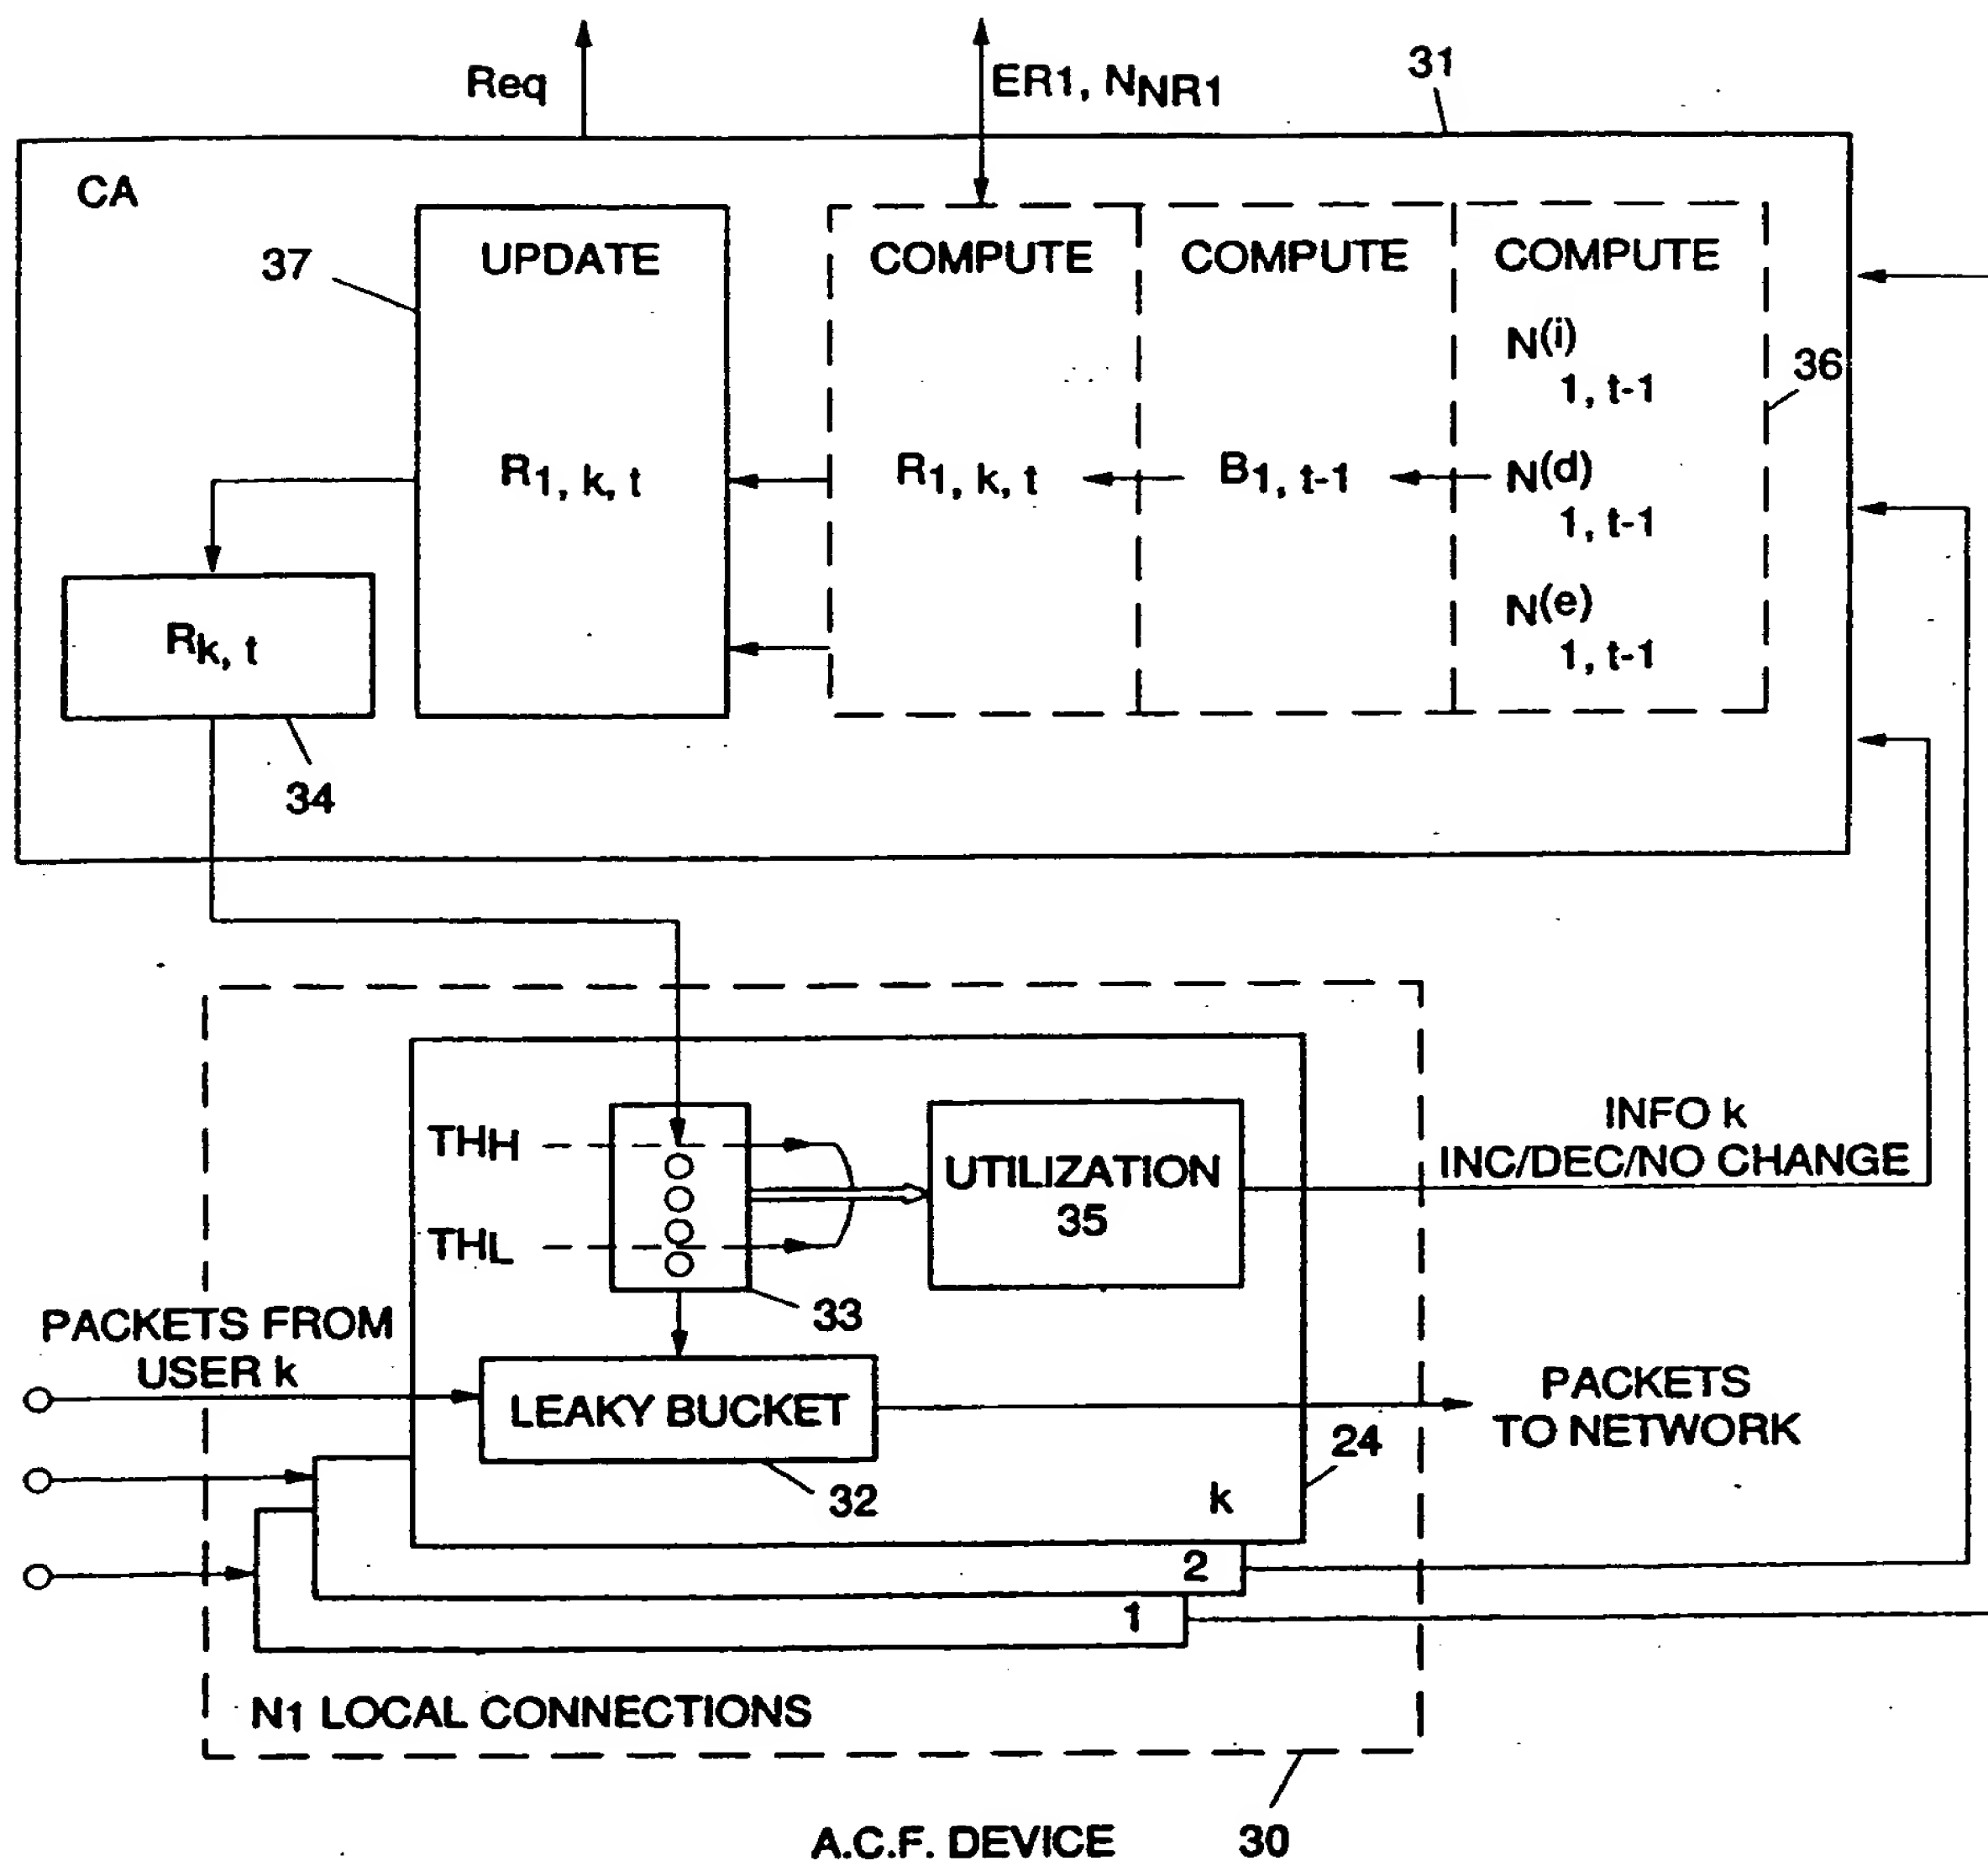 Req
ER1, NNR1
31
CA
37
UPDATE
COMPUTE
COMPUTE
COMPUTE
N(i)
1, t-1
36
R1, k, t
R1, k, t
B1, t-1
N(d)
1, t-1
N(e)
1, t-1
Rk, t
34
THH
THL
UTILIZATION
35
INFO k
INC/DEC/NO CHANGE
33
PACKETS FROM
USER k
LEAKY BUCKET
PACKETS
TO NETWORK
24
32
k
2
1
N1 LOCAL CONNECTIONS
A.C.F. DEVICE
30